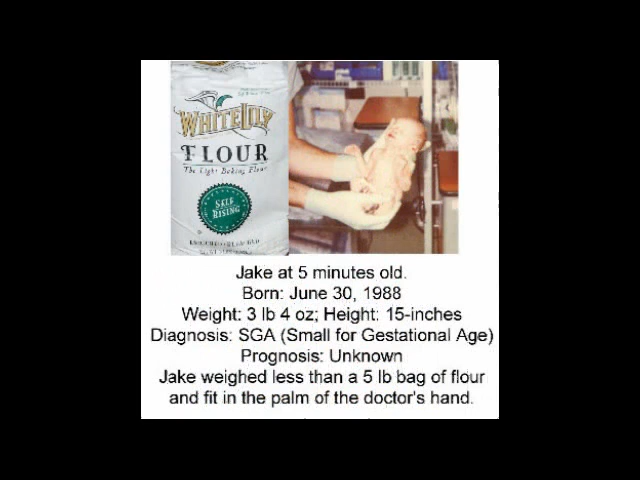 WHITE LILY
FLOUR
The Light Baking Flour
SELF
RISING
Jake at 5 minutes old.
Born: June 30, 1988
Weight: 3 lb 4 oz; Height: 15-inches
Diagnosis: SGA (Small for Gestational Age)
Prognosis: Unknown
Jake weighed less than a 5 lb bag of flour
and fit in the palm of the doctor's hand.